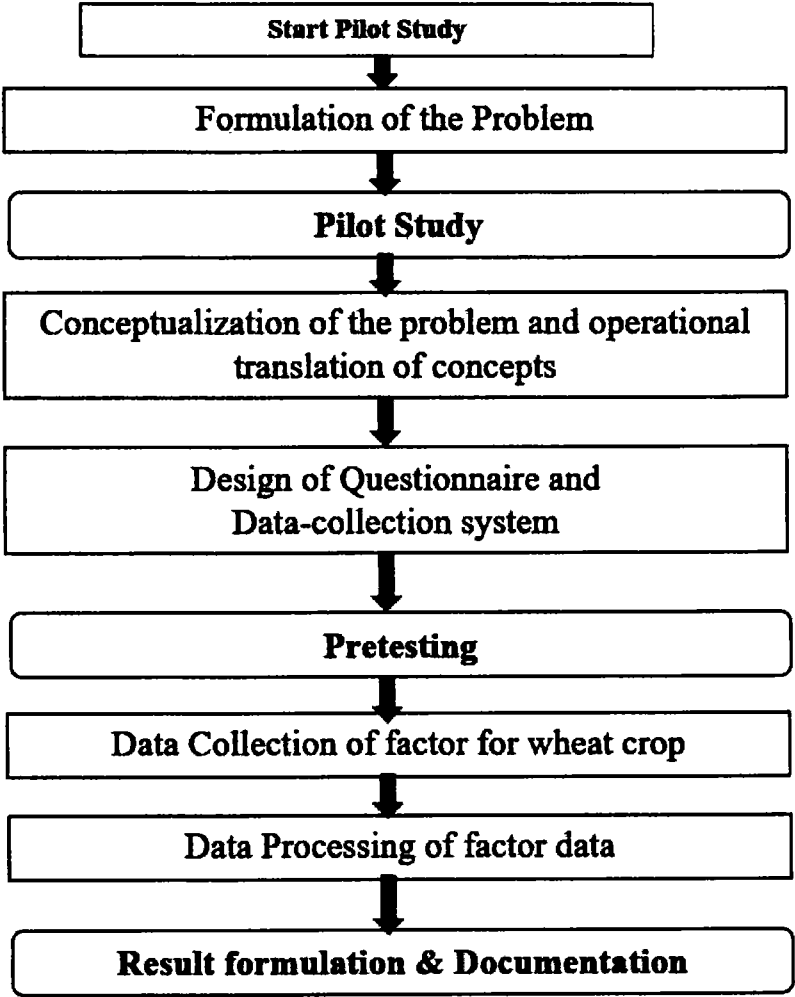 Start Pilot Study
Formulation of the Problem
Pilot Study
Conceptualization of the problem and operational
translation of concepts
Design of Questionnaire and
Data-collection system
Pretesting
Data Collection of factor for wheat crop
Data Processing of factor data
Result formulation & Documentation